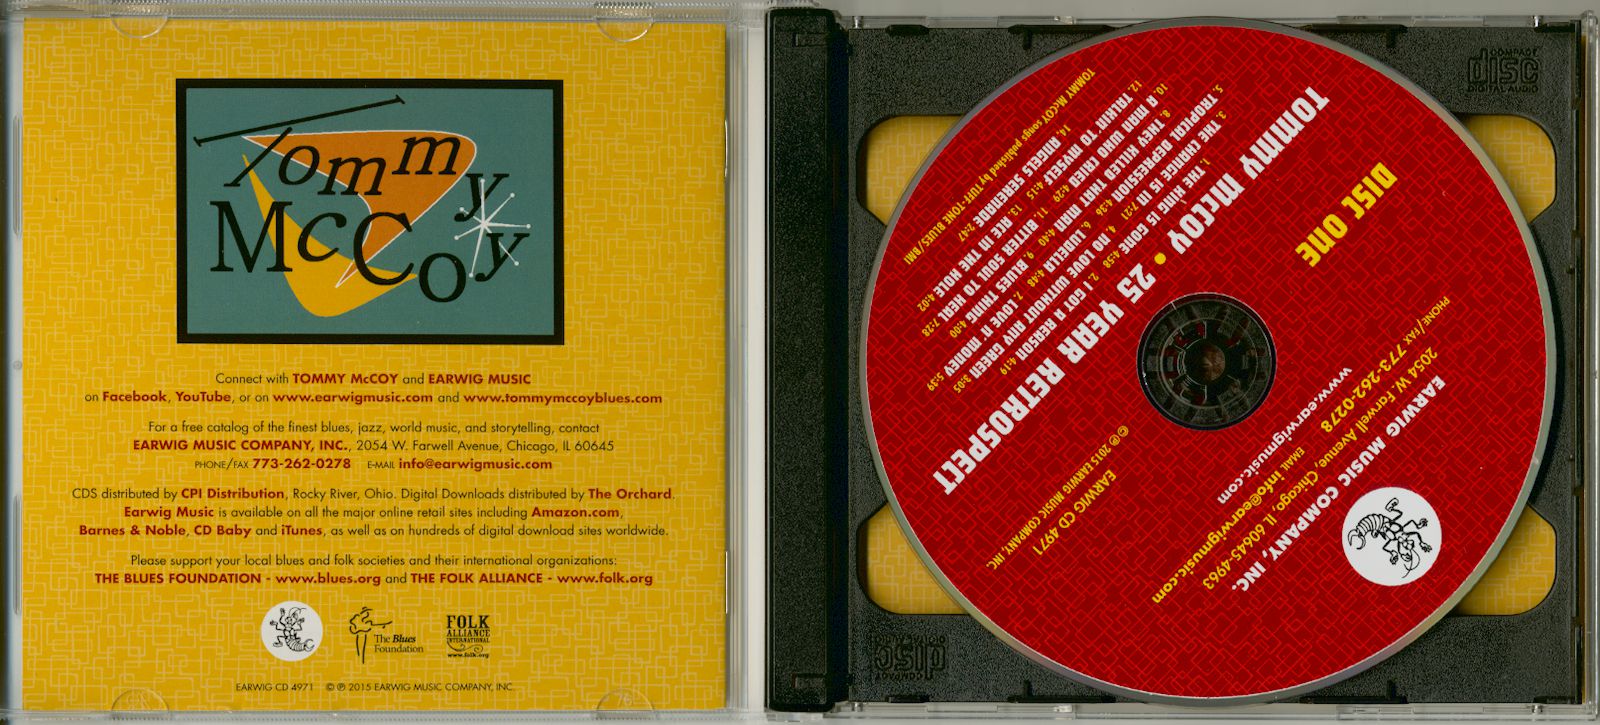 Tommy
McCoy
Connect with TOMMY McCOY and EARWIG MUSIC
on Facebook, YouTube, or on www.earwigmusic.com and www.tommymccoyblues.com
For a free catalog of the finest blues, jazz, world music, and storytelling, contact
EARWIG MUSIC COMPANY, INC., 2054 W. Farwell Avenue, Chicago, IL 60645
PHONE/FAX 773-262-0278 E-MAIL info@earwigmusic.com
CDS distributed by CPI Distribution, Rocky River, Ohio. Digital Downloads distributed by The Orchard.
Earwig Music is available on all the major online retail sites including Amazon.com,
Barnes & Noble, CD Baby and iTunes, as well as on hundreds of digital download sites worldwide.
Please support your local blues and folk societies and their international organizations:
THE BLUES FOUNDATION - www.blues.org and THE FOLK ALLIANCE - www.folk.org
The Blues
Foundation
FOLK
ALLIANCE
INTERNATIONAL
www.folk.org
EARWIG CD 4971 © ℗ 2015 EARWIG MUSIC COMPANY, INC.
COMPACT
disc
DIGITAL AUDIO
DISC ONE
TOMMY McCOY • 25 YEAR RETROSPECT
1. THE KING IS GONE 4:58 2. I GOT A REASON 4:19
3. THE CHANGE IS IN 7:21 4. NO LOVE WITHOUT ANY GREEN 3:05
5. TROPICAL DEPRESSION 4:36 6. LUDELLA 4:48 7. LOVE N' MONEY 5:39
8. THEY KILLED THAT MAN 4:40 9. BLUES THING 4:00
10. A MAN WHO CRIES 4:29 11. BITTER SOUL TO HEAL 7:28
12. TALKIN' TO MYSELF 4:15 13. ACE IN THE HOLE 4:02
14. ANGELS SERENADE 2:47
TOMMY McCOY songs published by TUFF-TONE BLUES/BMI
EARWIG CD 4971
© ℗ 2015 EARWIG MUSIC COMPANY, INC
EARWIG MUSIC COMPANY, INC.
2054 W. Farwell Avenue/Chicago, IL 60645-4963
PHONE/FAX 773-262-0278 EMAIL info@earwigmusic.com
www.earwigmusic.com
COMPACT
disc
DIGITAL AUDIO